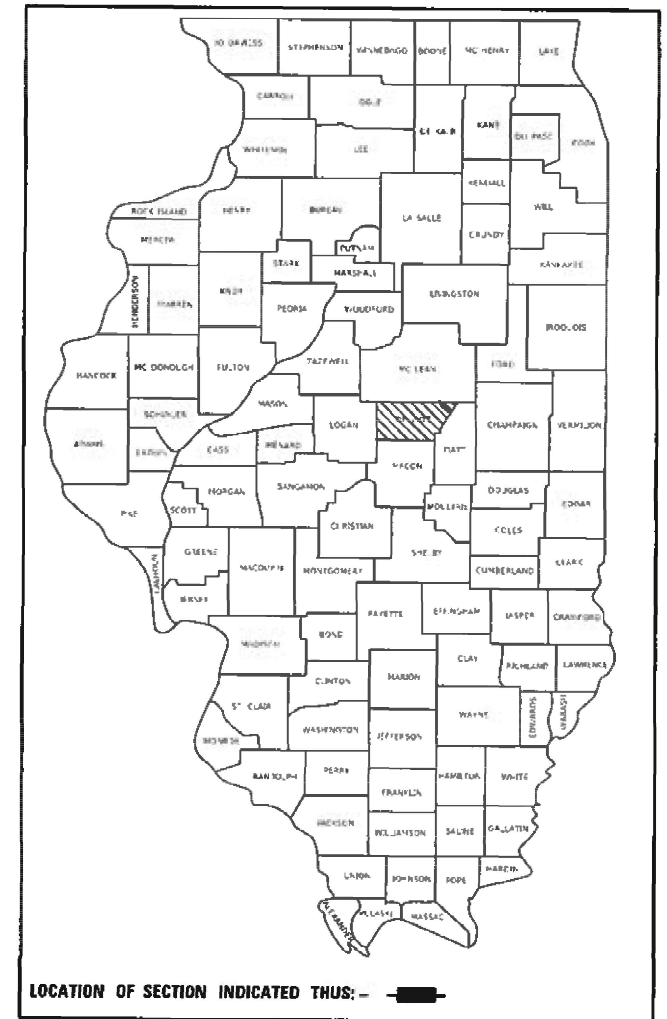 JO DAVIESS STEPHENSON WINNEBAGO BOONE MC HENRY LAKE
CARROLL OGLE
DE KALB KANE DU PAGE COOK
WHITESIDE LEE
KENDALL WILL
ROCK ISLAND HENRY BUREAU LA SALLE
GRUNDY
MERCER PUTNAM
STARK MARSHALL KANKAKEE
HENDERSON WARREN KNOX PEORIA WOODFORD LIVINGSTON
IROQUOIS
HANCOCK MC DONOUGH FULTON TAZEWELL MC LEAN FORD
MASON
SCHUYLER LOGAN CHAMPAIGN VERMILION
ADAMS BROWN CASS MENARD PIATT
MACON
PIKE SCOTT MORGAN SANGAMON MOULTRIE DOUGLAS EDGAR
CHRISTIAN COLES
GREENE SHELBY
CALHOUN MACOUPIN MONTGOMERY CUMBERLAND CLARK
JERSEY
FAYETTE EFFINGHAM JASPER CRAWFORD
MADISON BOND
CLAY RICHLAND LAWRENCE
CLINTON MARION
ST. CLAIR WAYNE EDWARDS WABASH
MONROE WASHINGTON JEFFERSON
RANDOLPH PERRY HAMILTON WHITE
FRANKLIN
JACKSON WILLIAMSON SALINE GALLATIN
UNION JOHNSON POPE HARDIN
ALEXANDER PULASKI MASSAC
LOCATION OF SECTION INDICATED THUS: –